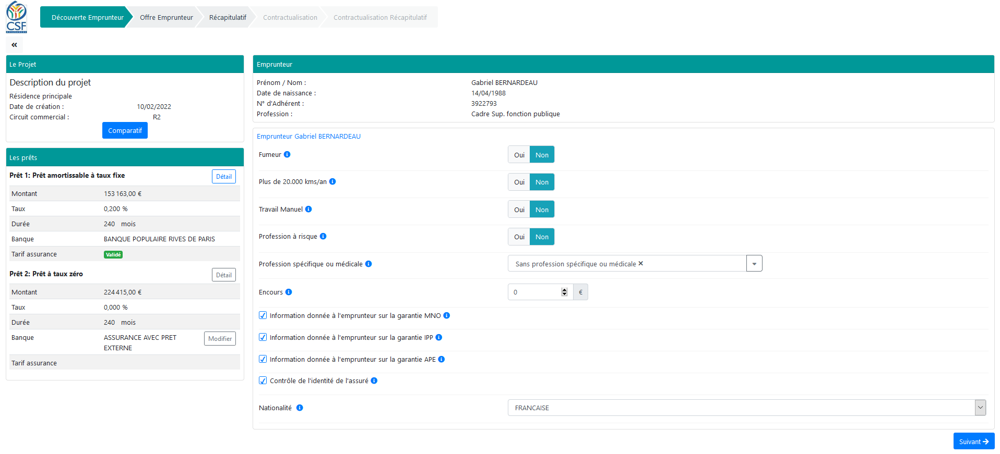 CSF
ASSURANCES
Découverte Emprunteur
Offre Emprunteur
Récapitulatif
Contractualisation
Contractualisation Récapitulatif
«
Le Projet
Description du projet
Résidence principale
Date de création : 10/02/2022
Circuit commercial : R2
Comparatif
Les prêts
Prêt 1: Prêt amortissable à taux fixe Détail
Montant 153 163,00 €
Taux 0,200 %
Durée 240 mois
Banque BANQUE POPULAIRE RIVES DE PARIS
Tarif assurance Validé
Prêt 2: Prêt à taux zéro Détail
Montant 224 415,00 €
Taux 0,000 %
Durée 240 mois
Banque ASSURANCE AVEC PRET Modifier
EXTERNE
Tarif assurance
Emprunteur
Prénom / Nom : Gabriel BERNARDEAU
Date de naissance : 14/04/1988
N° d'Adhérent : 3922793
Profession : Cadre Sup. fonction publique
Emprunteur Gabriel BERNARDEAU
Fumeur Oui Non
Plus de 20.000 kms/an Oui Non
Travail Manuel Oui Non
Profession à risque Oui Non
Profession spécifique ou médicale Sans profession spécifique ou médicale ✕
Encours 0 €
Information donnée à l'emprunteur sur la garantie MNO
Information donnée à l'emprunteur sur la garantie IPP
Information donnée à l'emprunteur sur la garantie APE
Contrôle de l'identité de l'assuré
Nationalité FRANCAISE
Suivant →